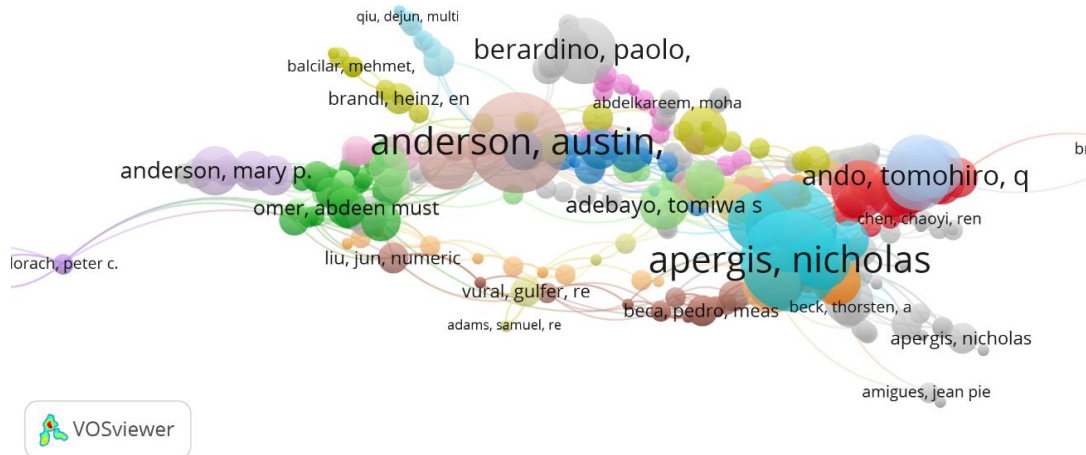 qiu, dejun, multi
berardino, paolo,
balcilar, mehmet,
brandl, heinz, en
abdelkareem, moha
anderson, austin,
br
anderson, mary p.
ando, tomohiro, q
omer, abdeen must
adebayo, tomiwa s
chen, chaoyi, ren
lorach, peter c.
liu, jun, numeric
apergis, nicholas
vural, gulfer, re
beca, pedro, meas
beck, thorsten, a
adams, samuel, re
apergis, nicholas
amigues, jean pie
VOSviewer